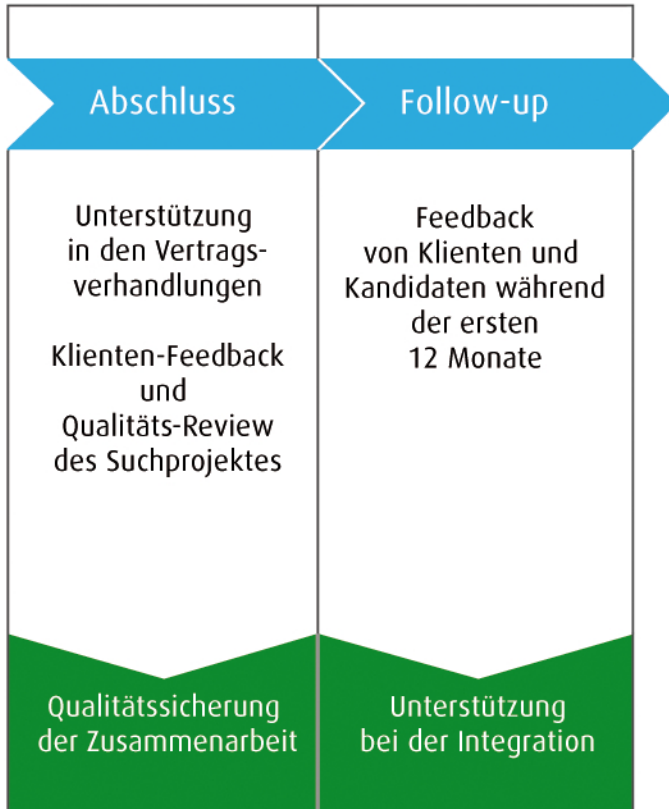 Abschluss
Unterstützung
in den Vertrags-
verhandlungen
Klienten-Feedback
und
Qualitäts-Review
des Suchprojektes
Qualitätssicherung
der Zusammenarbeit
Follow-up
Feedback
von Klienten und
Kandidaten während
der ersten
12 Monate
Unterstützung
bei der Integration